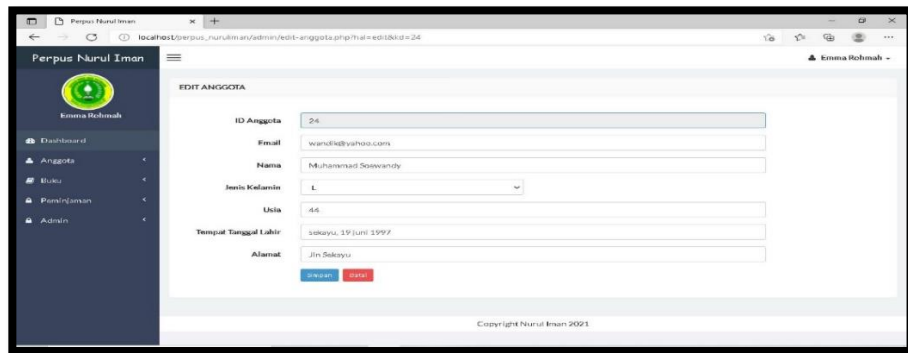 Perpus Nurul Iman
localhost/perpus_nuruliman/admin/edit-anggota.php?hal=edit&kd=24
Perpus Nurul Iman
Emma Rohmah
EDIT ANGGOTA
Emma Rohmah
ID Anggota 24
Dashboard
Email wandik@yahoo.com
Anggota
Nama Muhammad Soswandy
Buku
Jenis Kelamin L
Peminjaman
Usia 44
Admin
Tempat Tanggal Lahir sekayu, 19 Juni 1997
Alamat Jln Sekayu
Simpan Batal
Copyright Nurul Iman 2021